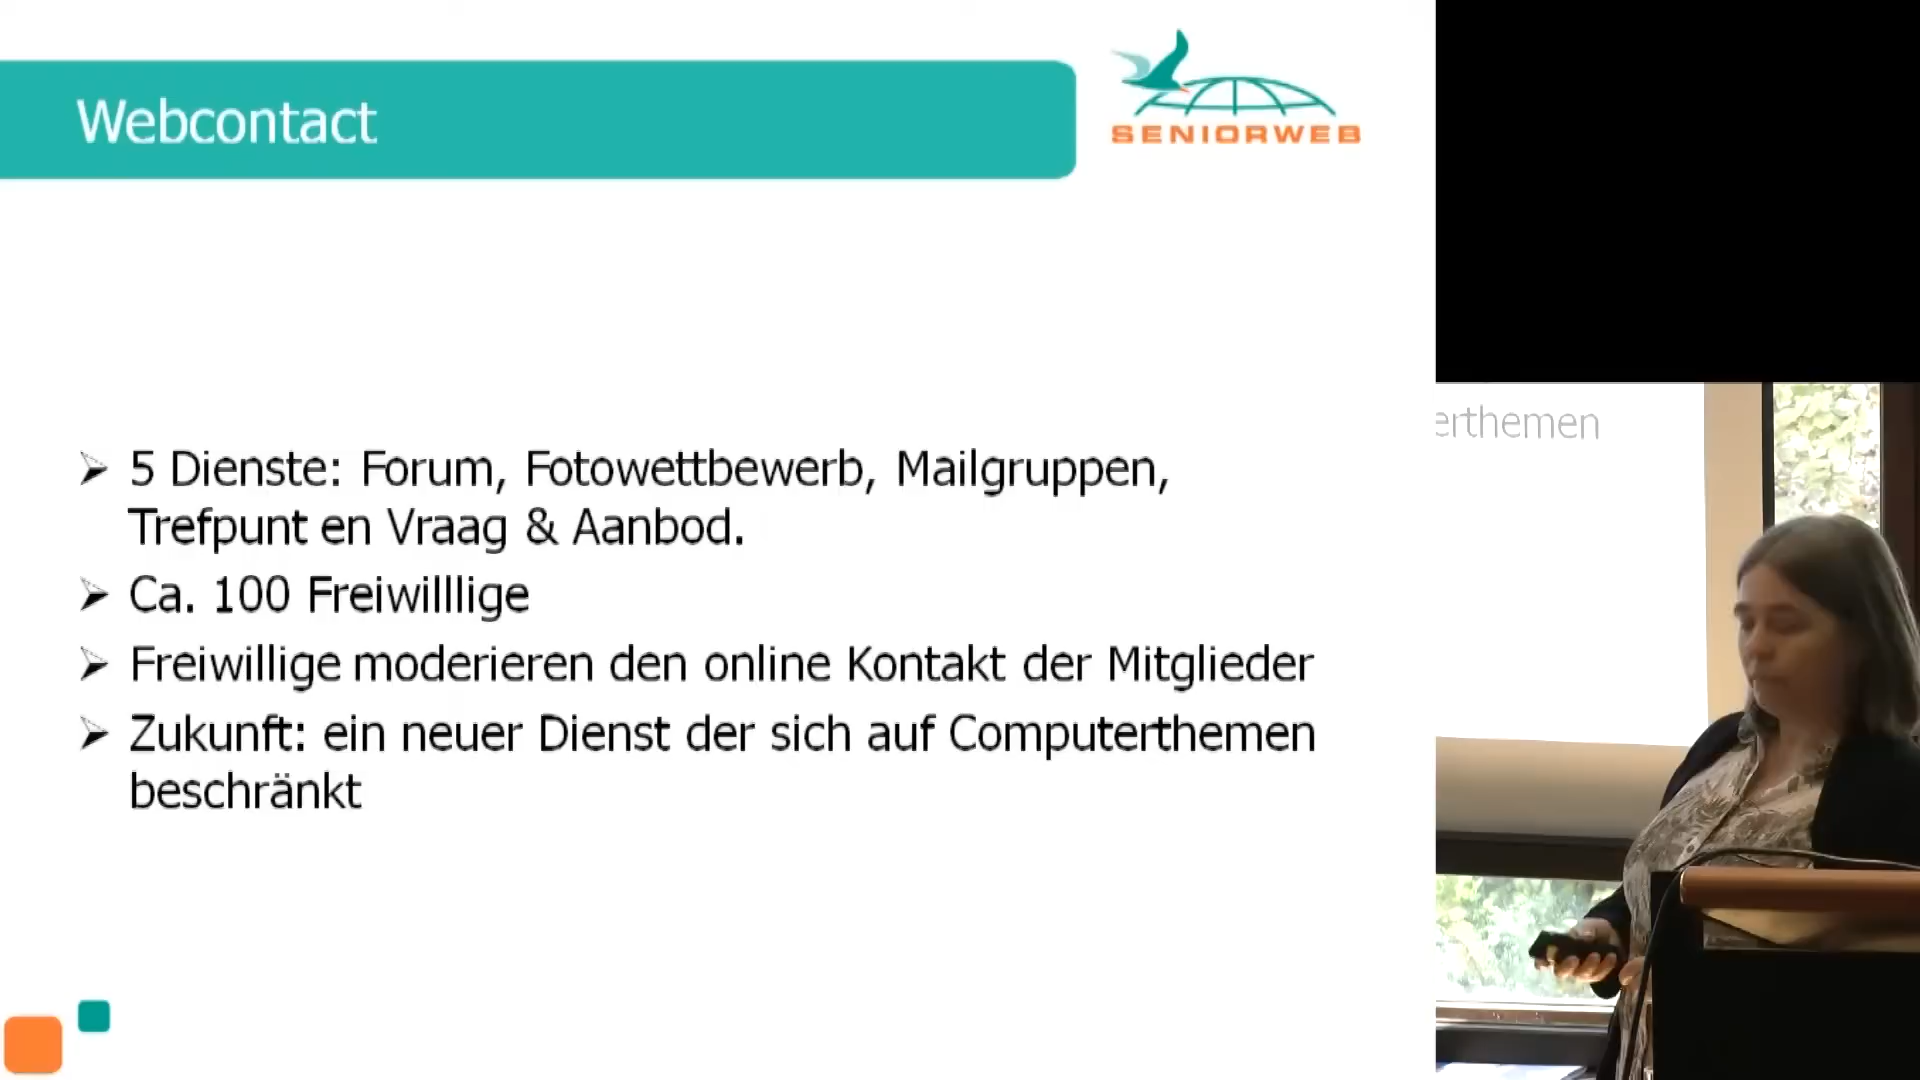 Webcontact
SENIORWEB
5 Dienste: Forum, Fotowettbewerb, Mailgruppen,
Trefpunt en Vraag & Aanbod.
Ca. 100 Freiwilllige
Freiwillige moderieren den online Kontakt der Mitglieder
Zukunft: ein neuer Dienst der sich auf Computerthemen
beschränkt
erthemen